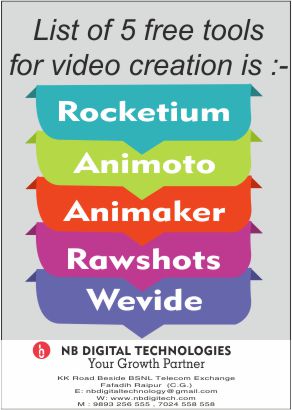 List of 5 free tools
for video creation is :-
Rocketium
Animoto
Animaker
Rawshots
Wevide
NB DIGITAL TECHNOLOGIES
Your Growth Partner
KK Road Beside BSNL Telecom Exchange
Fafadih Raipur (C.G.)
E: nbdigitaltechnology@gmail.com
W: www.nbdigitech.com
M : 9893 256 555 , 7024 558 558